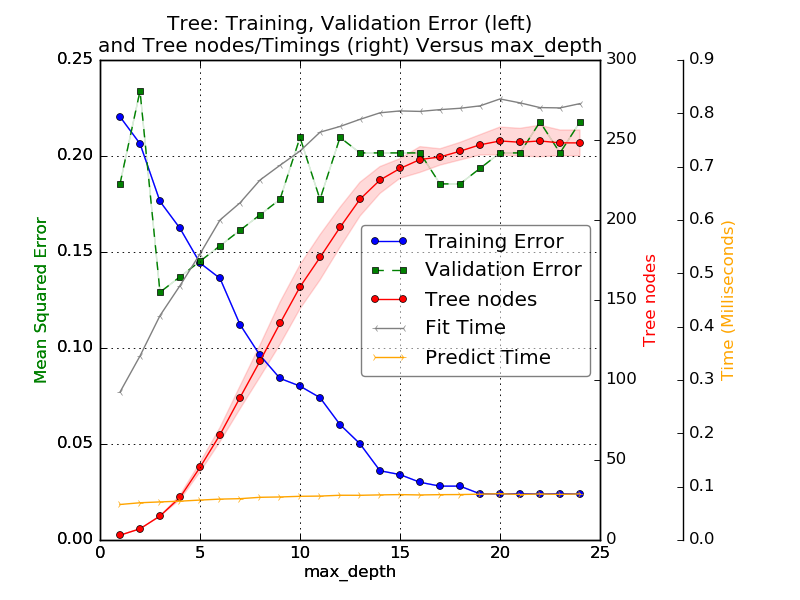 Tree: Training, Validation Error (left)
and Tree nodes/Timings (right) Versus max_depth
Mean Squared Error
0.25
0.20
0.15
0.10
0.05
0.00
0 5 10 15 20 25
max_depth
Training Error
Validation Error
Tree nodes
Fit Time
Predict Time
300
250
200
150
100
50
0
Tree nodes
0.9
0.8
0.7
0.6
0.5
0.4
0.3
0.2
0.1
0.0
Time (Milliseconds)